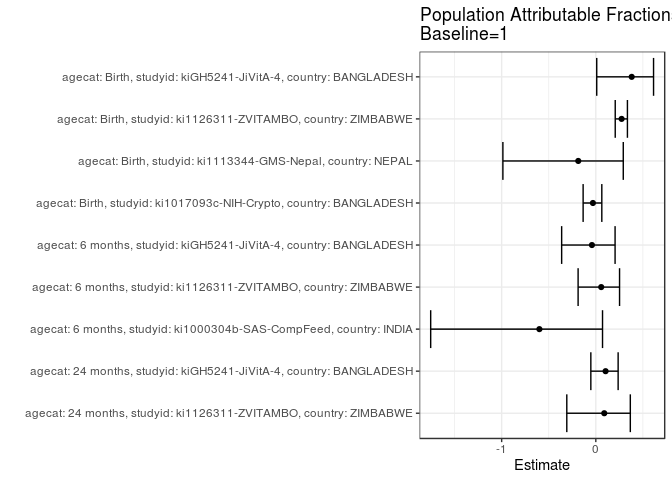 Population Attributable Fraction
Baseline=1
agecat: Birth, studyid: kiGH5241-JiVitA-4, country: BANGLADESH
agecat: Birth, studyid: ki1126311-ZVITAMBO, country: ZIMBABWE
agecat: Birth, studyid: ki1113344-GMS-Nepal, country: NEPAL
agecat: Birth, studyid: ki1017093c-NIH-Crypto, country: BANGLADESH
agecat: 6 months, studyid: kiGH5241-JiVitA-4, country: BANGLADESH
agecat: 6 months, studyid: ki1126311-ZVITAMBO, country: ZIMBABWE
agecat: 6 months, studyid: ki1000304b-SAS-CompFeed, country: INDIA
agecat: 24 months, studyid: kiGH5241-JiVitA-4, country: BANGLADESH
agecat: 24 months, studyid: ki1126311-ZVITAMBO, country: ZIMBABWE
-1 0
Estimate